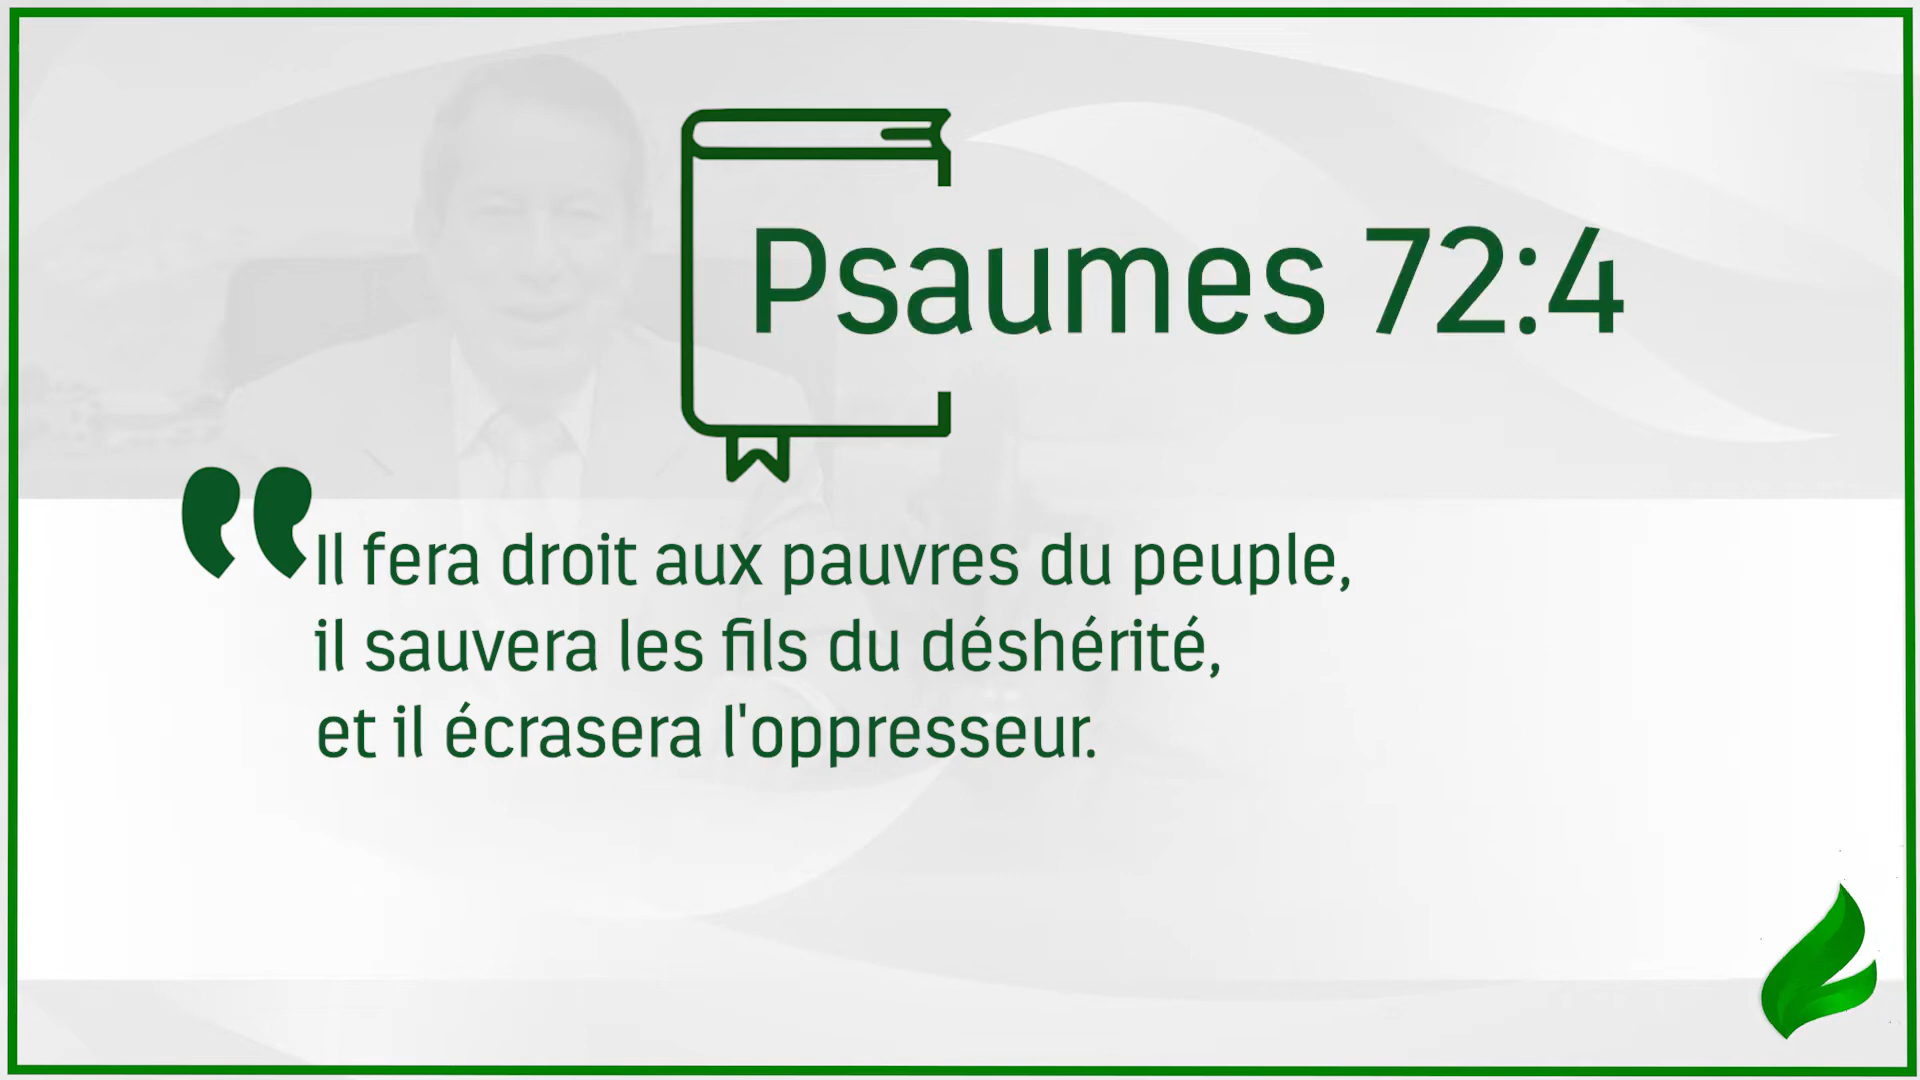 Psaumes 72:4
Il fera droit aux pauvres du peuple,
il sauvera les fils du déshérité,
et il écrasera l'oppresseur.